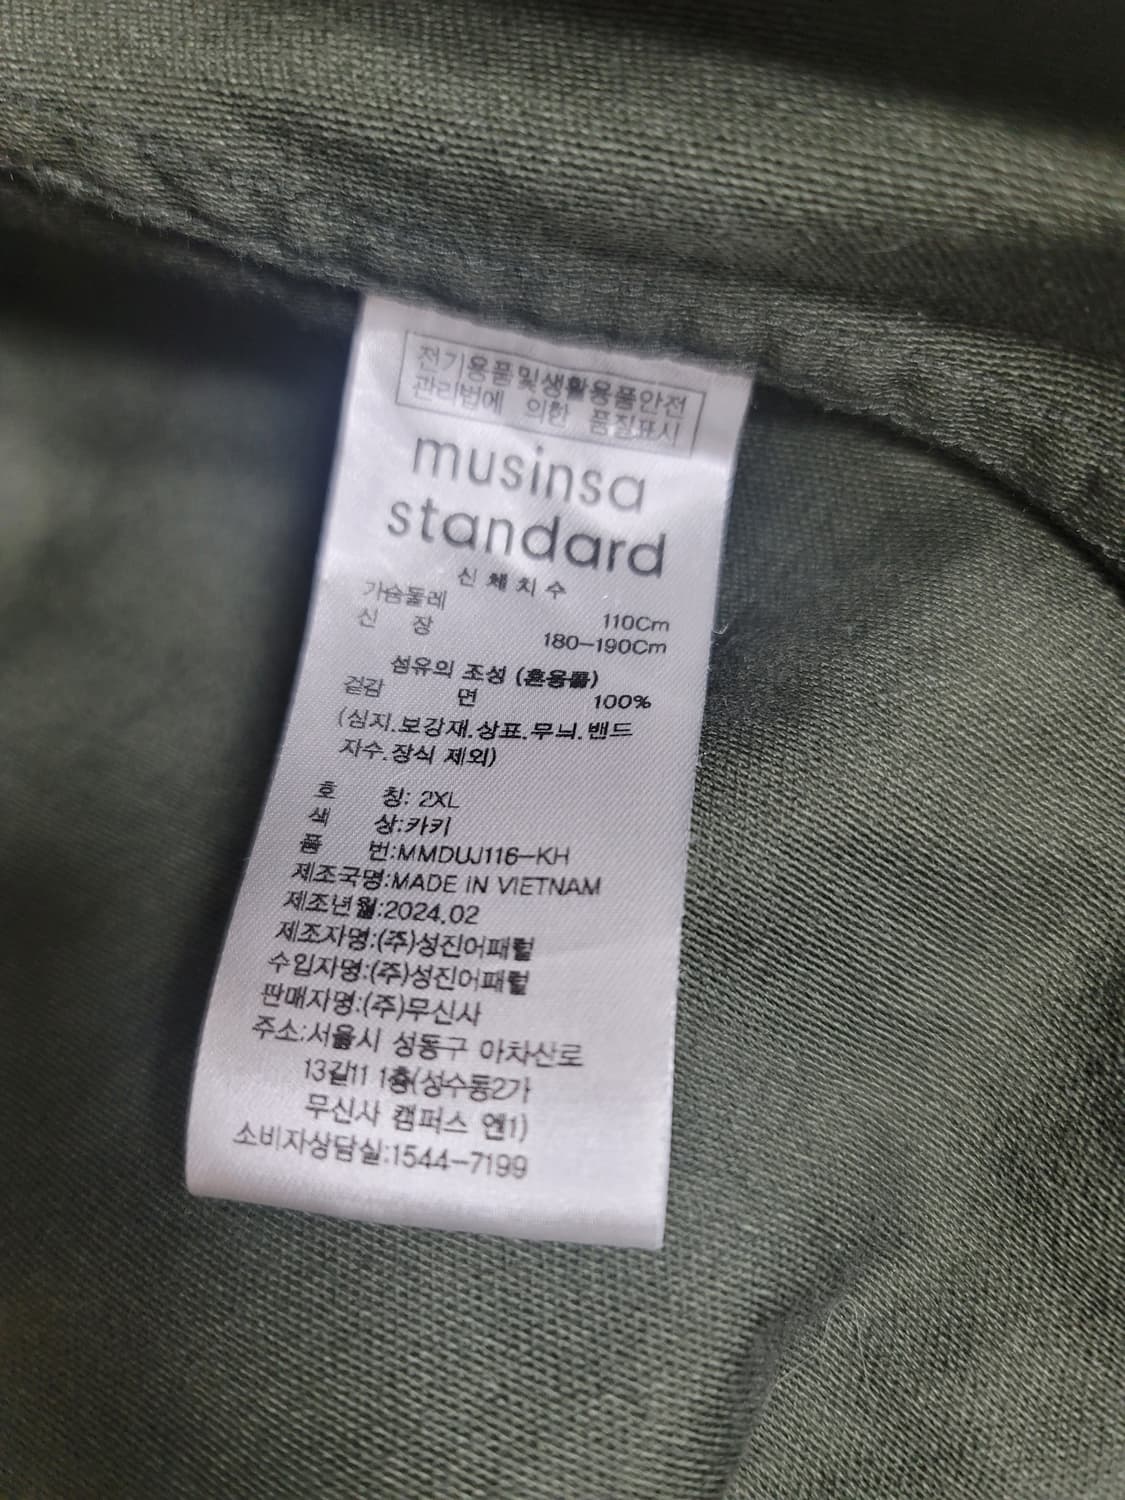 전기용품및생활용품안전
관리법에 의한 품질표시
musinsa
standard
신체치수
가슴둘레 110Cm
신 장 180-190Cm
섬유의 조성 (혼용률)
겉감 면 100%
(심지.보강재.상표.무늬.밴드
자수.장식 제외)
호 칭: 2XL
색 상:카키
품 번:MMDUJ116-KH
제조국명:MADE IN VIETNAM
제조년월:2024.02
제조자명:(주)성진어패럴
수입자명:(주)성진어패럴
판매자명:(주)무신사
주소:서울시 성동구 아차산로
13길11 1층(성수동2가
무신사 캠퍼스 엔1)
소비자상담실:1544-7199